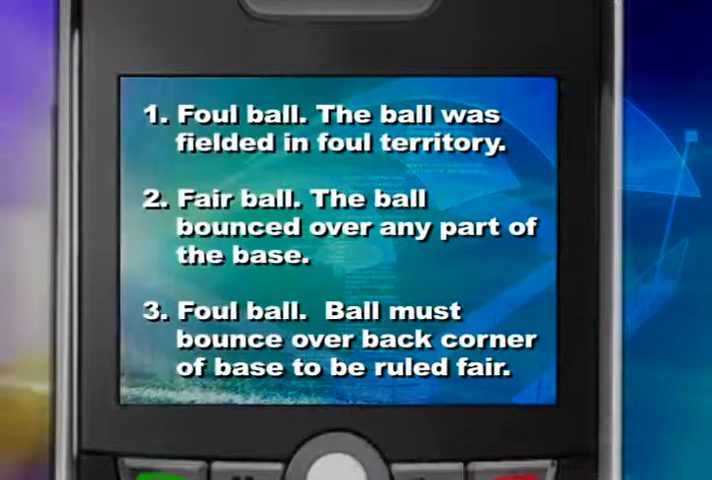 1. Foul ball. The ball was
fielded in foul territory.
2. Fair ball. The ball
bounced over any part of
the base.
3. Foul ball. Ball must
bounce over back corner
of base to be ruled fair.